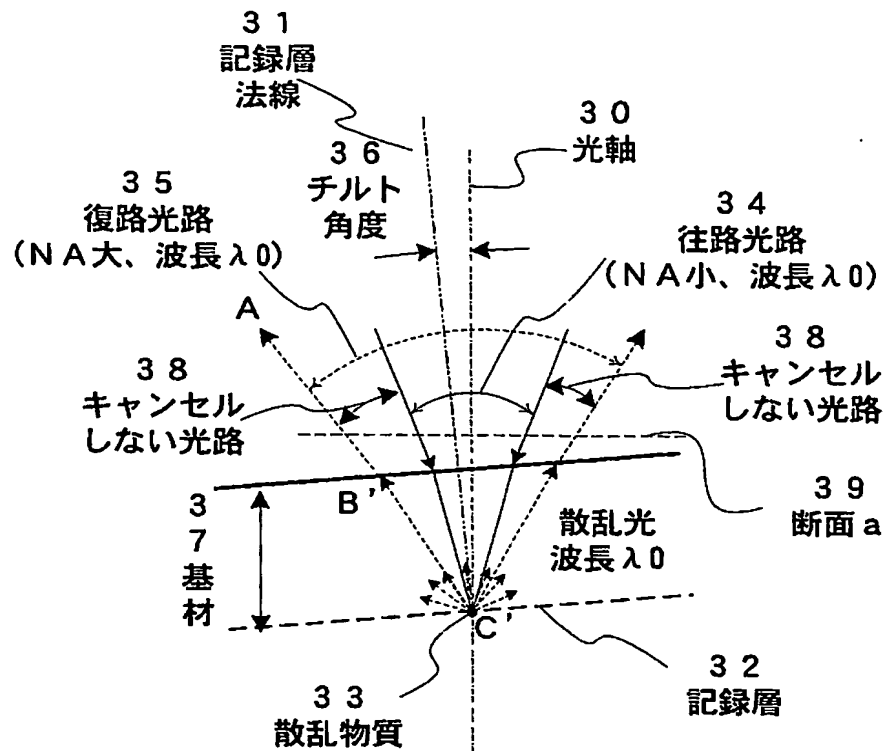 ３１
記録層
法線
３０
光軸
３６
チルト
角度
３５
復路光路
（ＮＡ大、波長λ0）
３４
往路光路
（ＮＡ小、波長λ0）
A
３８
キャンセル
しない光路
３８
キャンセル
しない光路
３９
断面a
B'
３
７
基
材
散乱光
波長λ0
C'
３２
記録層
３３
散乱物質